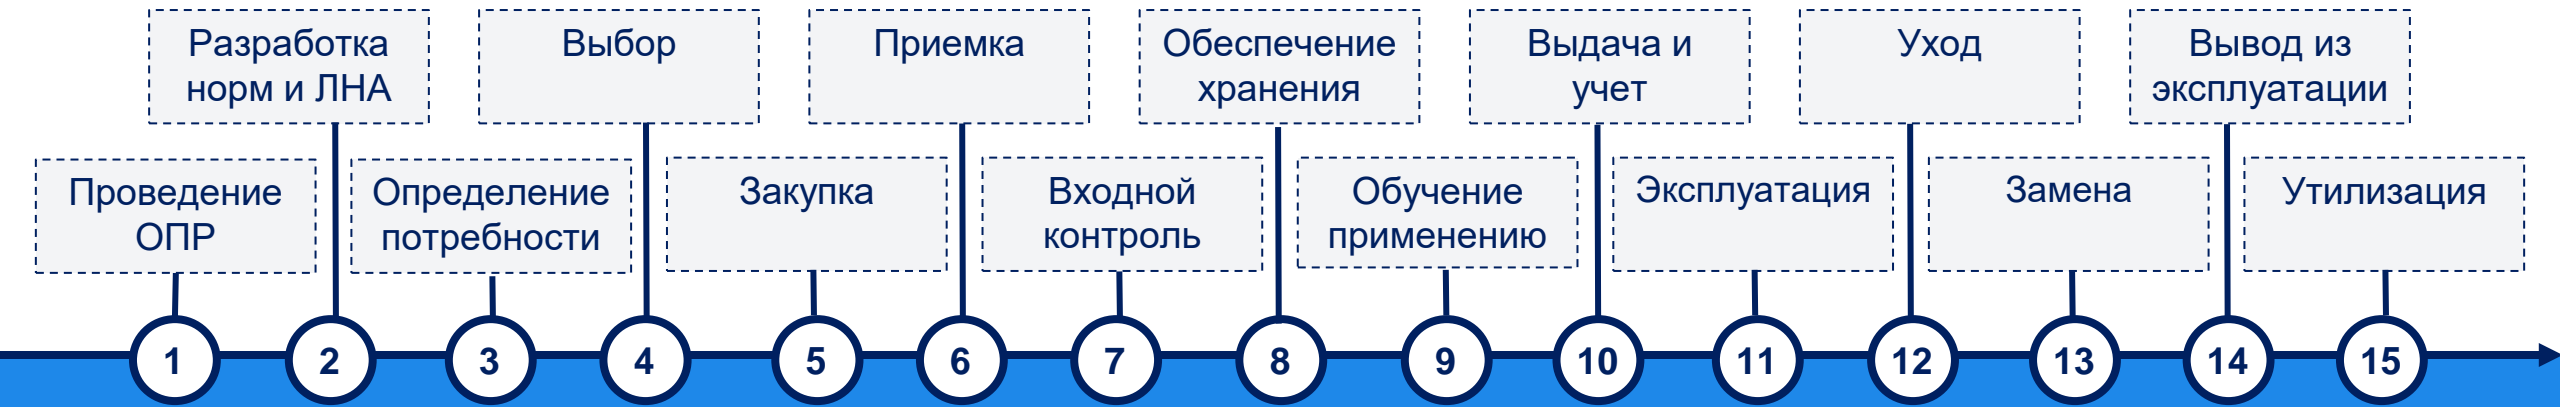 Разработка
норм и ЛНА
Выбор
Приемка
Обеспечение
хранения
Выдача и
учет
Уход
Вывод из
эксплуатации
Проведение
ОПР
Определение
потребности
Закупка
Входной
контроль
Обучение
применению
Эксплуатация
Замена
Утилизация
1 2 3 4 5 6 7 8 9 10 11 12 13 14 15